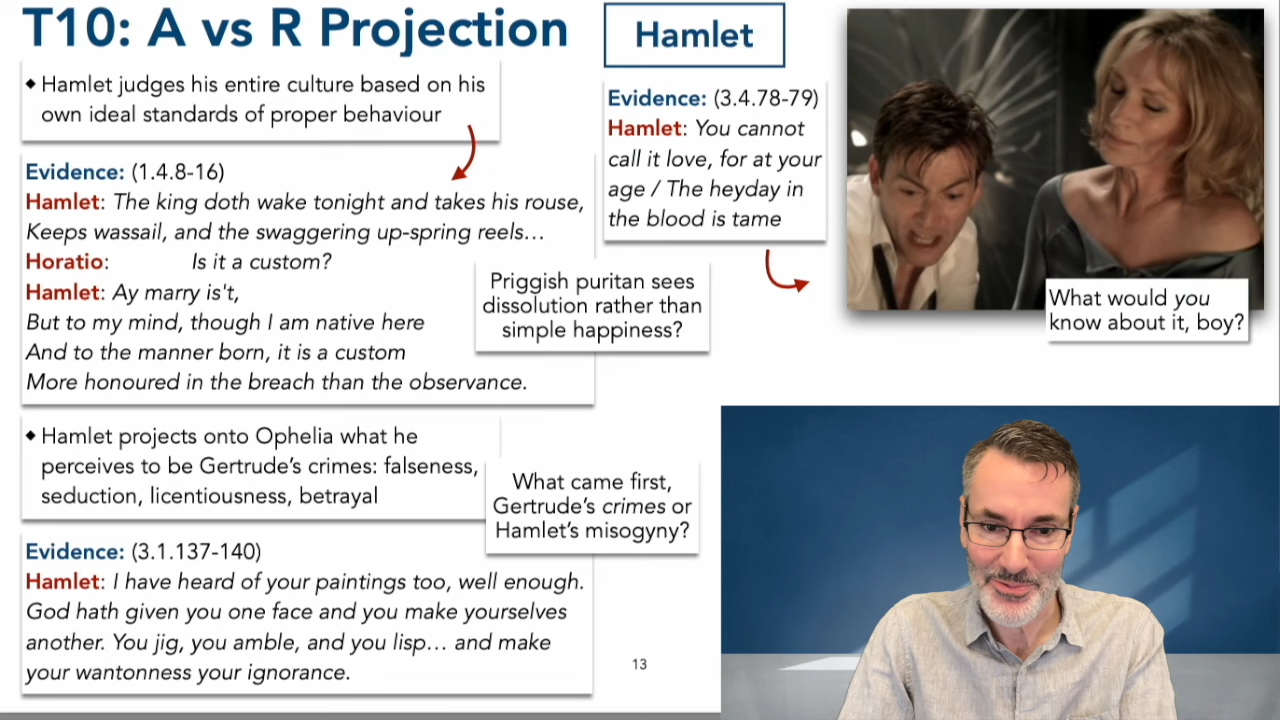 T10: A vs R Projection
Hamlet
◆ Hamlet judges his entire culture based on his
own ideal standards of proper behaviour
Evidence: (1.4.8-16)
Hamlet: The king doth wake tonight and takes his rouse,
Keeps wassail, and the swaggering up-spring reels…
Horatio: Is it a custom?
Hamlet: Ay marry is't,
But to my mind, though I am native here
And to the manner born, it is a custom
More honoured in the breach than the observance.
Priggish puritan sees
dissolution rather than
simple happiness?
◆ Hamlet projects onto Ophelia what he
perceives to be Gertrude’s crimes: falseness,
seduction, licentiousness, betrayal
What came first,
Gertrude’s crimes or
Hamlet’s misogyny?
Evidence: (3.1.137-140)
Hamlet: I have heard of your paintings too, well enough.
God hath given you one face and you make yourselves
another. You jig, you amble, and you lisp… and make
your wantonness your ignorance.
Evidence: (3.4.78-79)
Hamlet: You cannot
call it love, for at your
age / The heyday in
the blood is tame
What would you
know about it, boy?
13